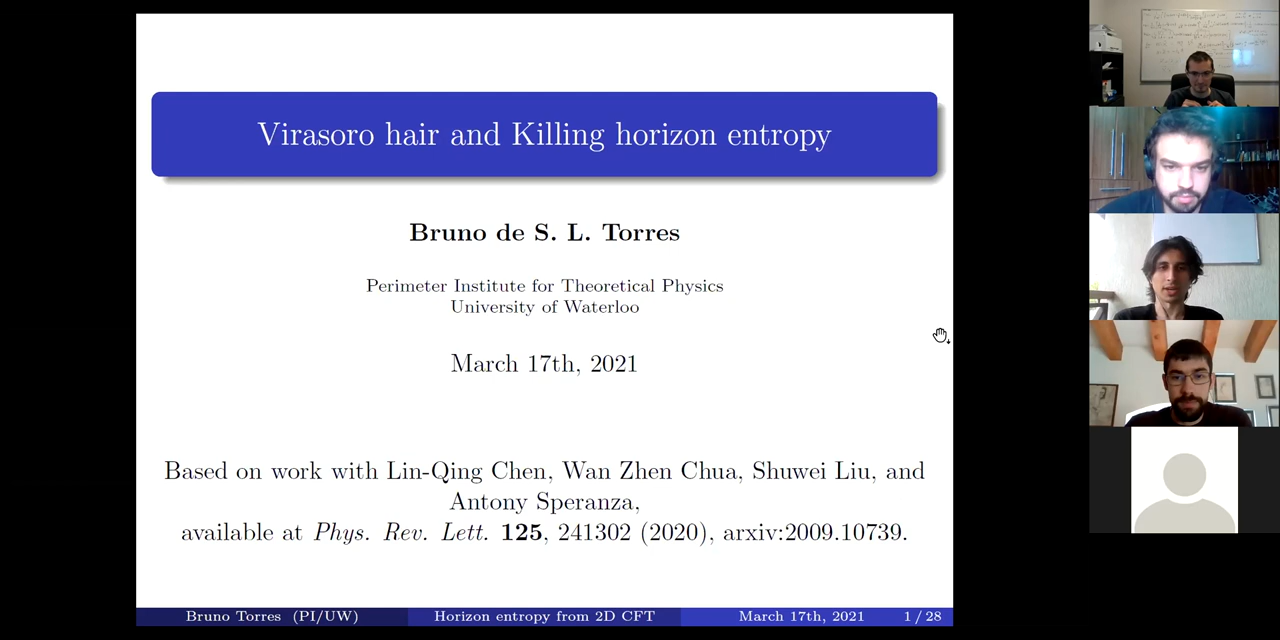 Virasoro hair and Killing horizon entropy
Bruno de S. L. Torres
Perimeter Institute for Theoretical Physics
University of Waterloo
March 17th, 2021
Based on work with Lin-Qing Chen, Wan Zhen Chua, Shuwei Liu, and
Antony Speranza,
available at Phys. Rev. Lett. 125, 241302 (2020), arxiv:2009.10739.
Bruno Torres (PI/UW) Horizon entropy from 2D CFT March 17th, 2021 1 / 28